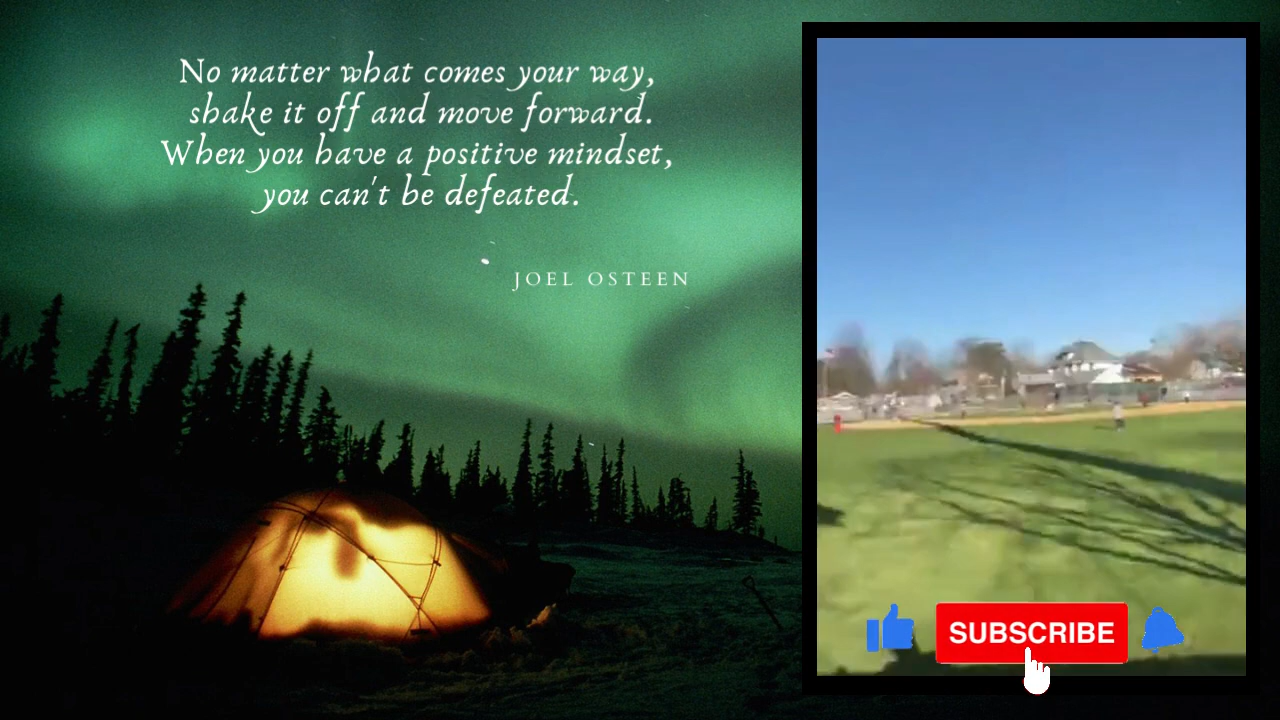 No matter what comes your way,
shake it off and move forward.
When you have a positive mindset,
you can't be defeated.
JOEL OSTEEN
SUBSCRIBE